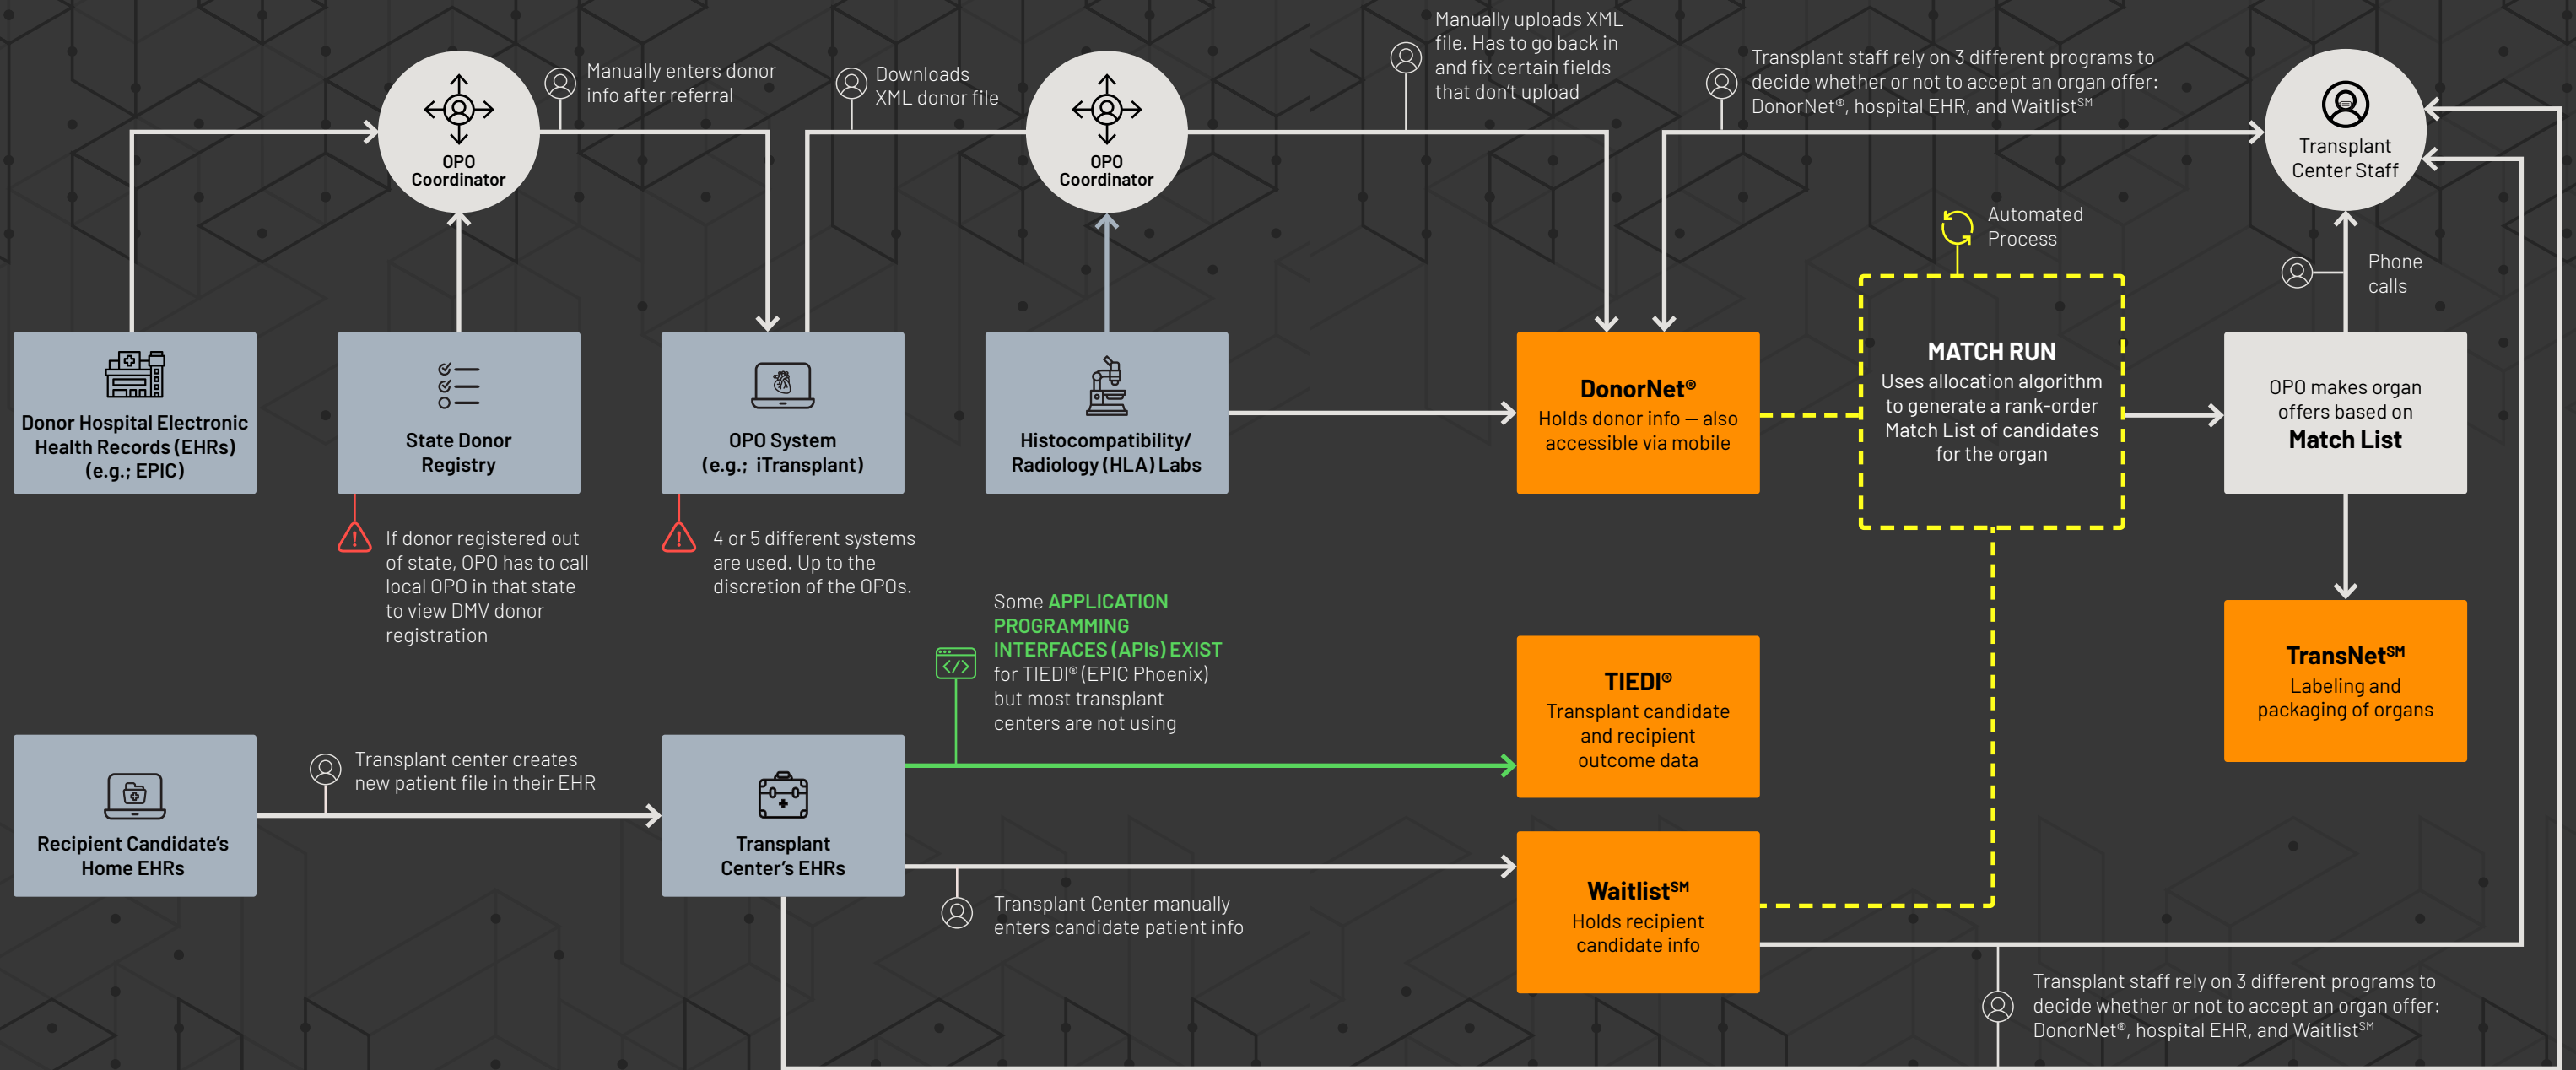 OPO
Coordinator
Manually enters donor
info after referral
Downloads
XML donor file
OPO
Coordinator
Manually uploads XML
file. Has to go back in
and fix certain fields
that don't upload
Transplant staff rely on 3 different programs to
decide whether or not to accept an organ offer:
DonorNet®, hospital EHR, and Waitlist℠
Transplant
Center Staff
Automated
Process
Phone
calls
Donor Hospital Electronic
Health Records (EHRs)
(e.g.; EPIC)
State Donor
Registry
OPO System
(e.g.; iTransplant)
Histocompatibility/
Radiology (HLA) Labs
DonorNet®
Holds donor info — also
accessible via mobile
MATCH RUN
Uses allocation algorithm
to generate a rank-order
Match List of candidates
for the organ
OPO makes organ
offers based on
Match List
If donor registered out
of state, OPO has to call
local OPO in that state
to view DMV donor
registration
4 or 5 different systems
are used. Up to the
discretion of the OPOs.
Some APPLICATION
PROGRAMMING
INTERFACES (APIs) EXIST
for TIEDI® (EPIC Phoenix)
but most transplant
centers are not using
TIEDI®
Transplant candidate
and recipient
outcome data
TransNet℠
Labeling and
packaging of organs
Recipient Candidate's
Home EHRs
Transplant center creates
new patient file in their EHR
Transplant
Center's EHRs
Transplant Center manually
enters candidate patient info
Waitlist℠
Holds recipient
candidate info
Transplant staff rely on 3 different programs to
decide whether or not to accept an organ offer:
DonorNet®, hospital EHR, and Waitlist℠